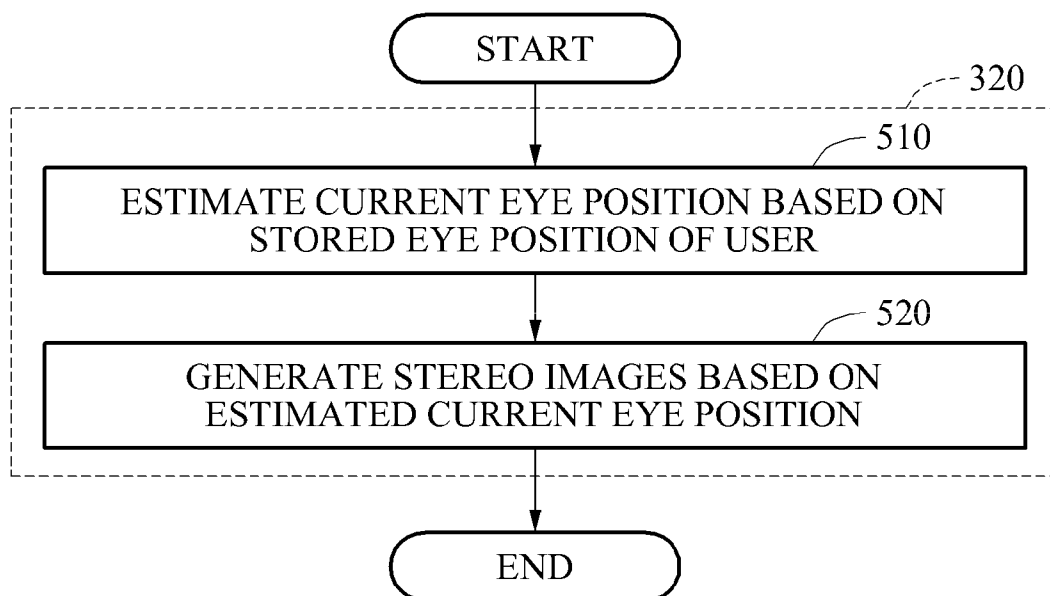 START
320
510
ESTIMATE CURRENT EYE POSITION BASED ON
STORED EYE POSITION OF USER
520
GENERATE STEREO IMAGES BASED ON
ESTIMATED CURRENT EYE POSITION
END